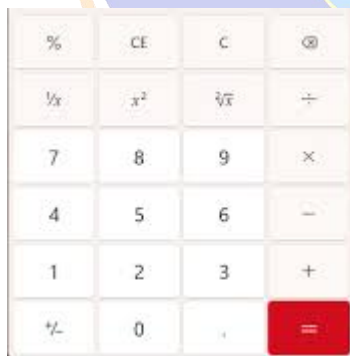 % CE C ⌫
¹/x x² ²√x ÷
7 8 9 ×
4 5 6 −
1 2 3 +
+/− 0 , =